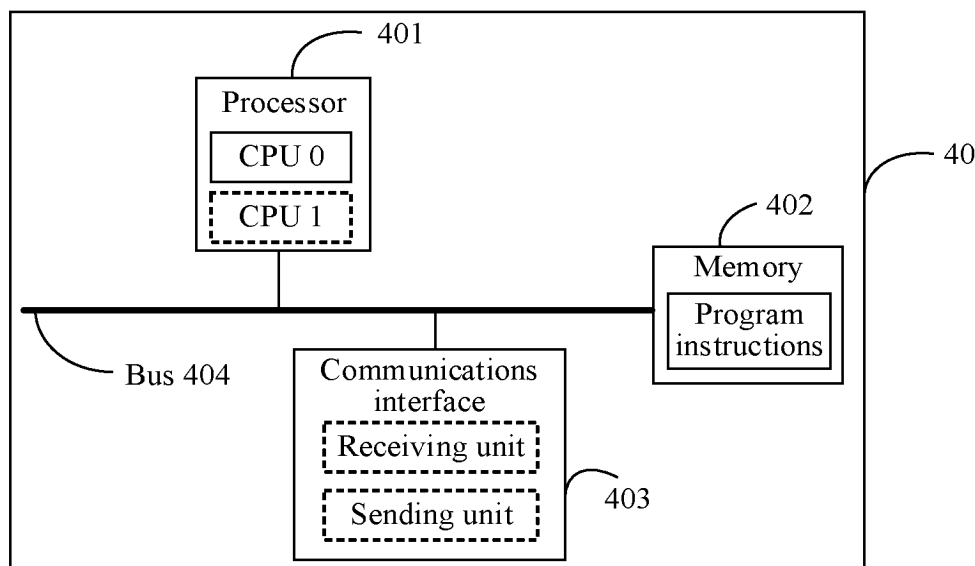 401
Processor
CPU 0
CPU 1
40
402
Memory
Program
instructions
Bus 404
Communications
interface
Receiving unit
Sending unit
403